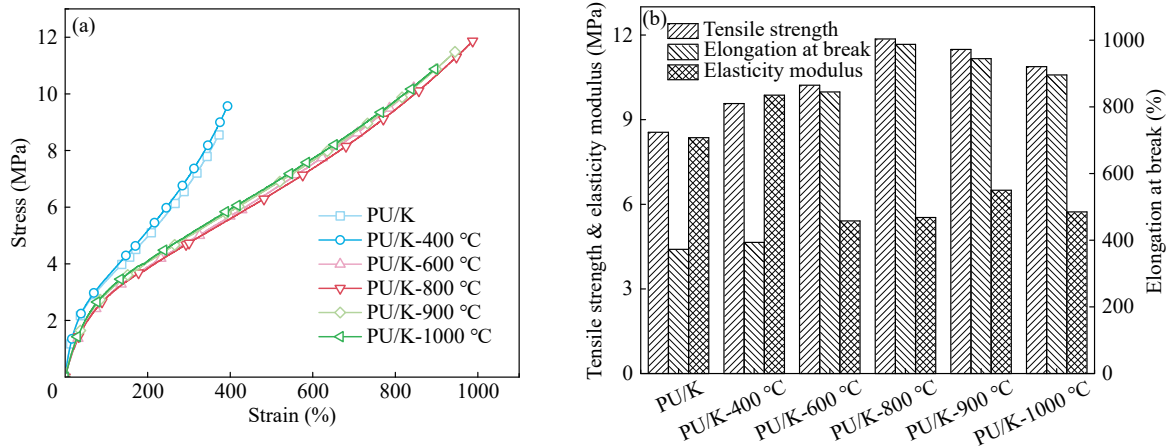 (a)
12
10
8
6
4
2
0
Stress (MPa)
200
400
600
800
1000
Strain (%)
PU/K
PU/K-400 ℃
PU/K-600 ℃
PU/K-800 ℃
PU/K-900 ℃
PU/K-1000 ℃
(b)
Tensile strength
Elongation at break
Elasticity modulus
12
9
6
3
0
Tensile strength & elasticity modulus (MPa)
1000
800
600
400
200
0
Elongation at break (%)
PU/K
PU/K-400 ℃
PU/K-600 ℃
PU/K-800 ℃
PU/K-900 ℃
PU/K-1000 ℃